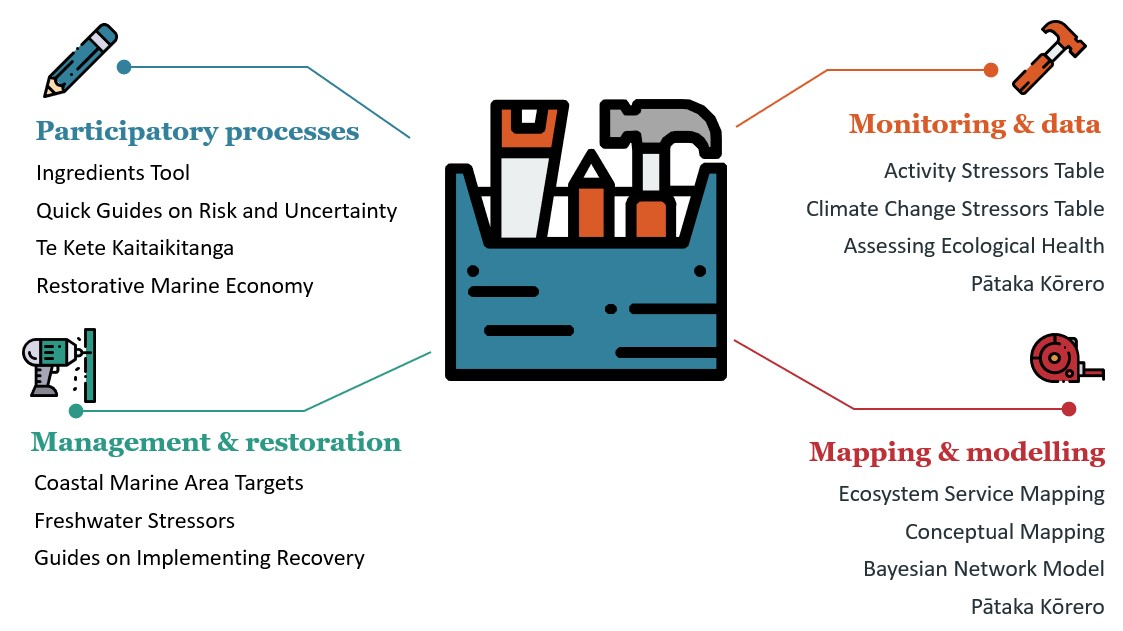 Participatory processes
Ingredients Tool
Quick Guides on Risk and Uncertainty
Te Kete Kaitaikitanga
Restorative Marine Economy
Monitoring & data
Activity Stressors Table
Climate Change Stressors Table
Assessing Ecological Health
Pātaka Kōrero
Management & restoration
Coastal Marine Area Targets
Freshwater Stressors
Guides on Implementing Recovery
Mapping & modelling
Ecosystem Service Mapping
Conceptual Mapping
Bayesian Network Model
Pātaka Kōrero